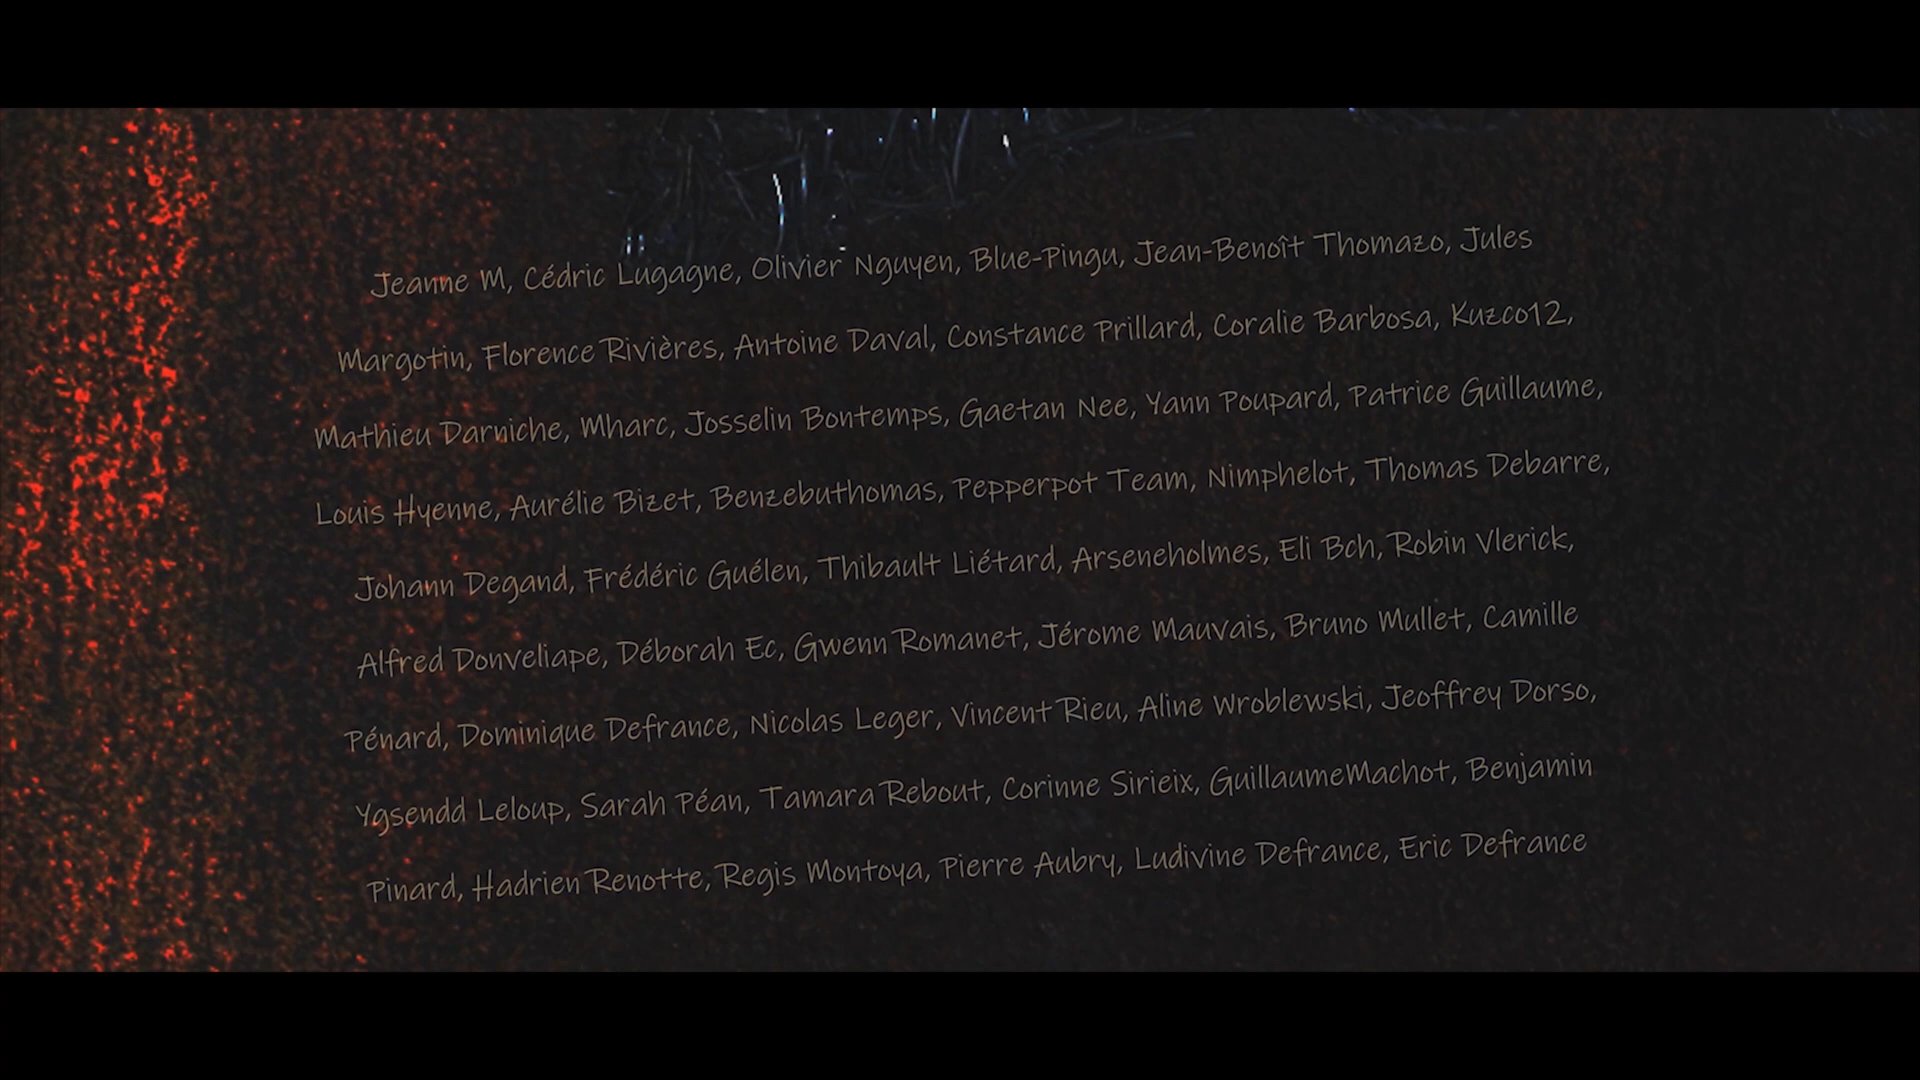 Jeanne M, Cédric Lugagne, Olivier Nguyen, Blue-Pingu, Jean-Benoît Thomazo, Jules
Margotin, Florence Rivières, Antoine Daval, Constance Prillard, Coralie Barbosa, Kuzco12,
Mathieu Darniche, Mharc, Josselin Bontemps, Gaetan Nee, Yann Poupard, Patrice Guillaume,
Louis Hyenne, Aurélie Bizet, Benzebuthomas, Pepperpot Team, Nimphelot, Thomas Debarre,
Johann Degand, Frédéric Guélen, Thibault Liétard, Arseneholmes, Eli Bch, Robin Vlerick,
Alfred Donveliape, Déborah Ec, Gwenn Romanet, Jérome Mauvais, Bruno Mullet, Camille
Pénard, Dominique Defrance, Nicolas Leger, Vincent Rieu, Aline Wroblewski, Jeoffrey Dorso,
Ygsendd Leloup, Sarah Péan, Tamara Rebout, Corinne Sirieix, GuillaumeMachot, Benjamin
Pinard, Hadrien Renotte, Regis Montoya, Pierre Aubry, Ludivine Defrance, Eric Defrance